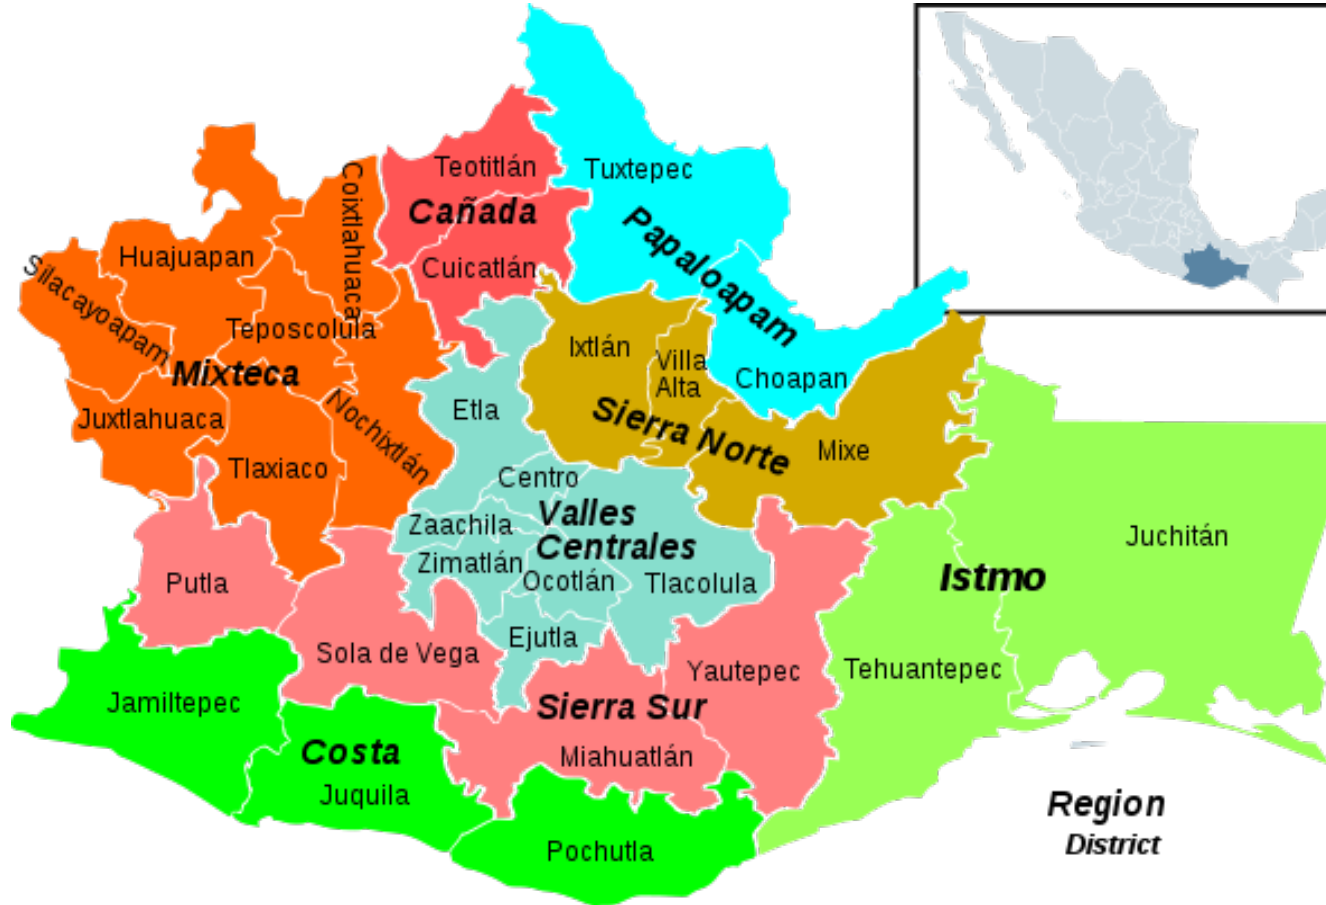 Teotitlán
Tuxtepec
Coixtlahuaca
Cañada
Papaloapam
Huajuapan
Cuicatlán
Silacayoapam
Teposcolula
Ixtlán
Villa
Alta
Mixteca
Choapan
Juxtlahuaca
Nochixtlán
Etla
Sierra Norte
Mixe
Tlaxiaco
Centro
Valles
Centrales
Zaachila
Juchitán
Zimatlán
Ocotlán
Tlacolula
Istmo
Putla
Ejutla
Sola de Vega
Yautepec
Tehuantepec
Jamiltepec
Sierra Sur
Costa
Miahuatlán
Juquila
Region
District
Pochutla